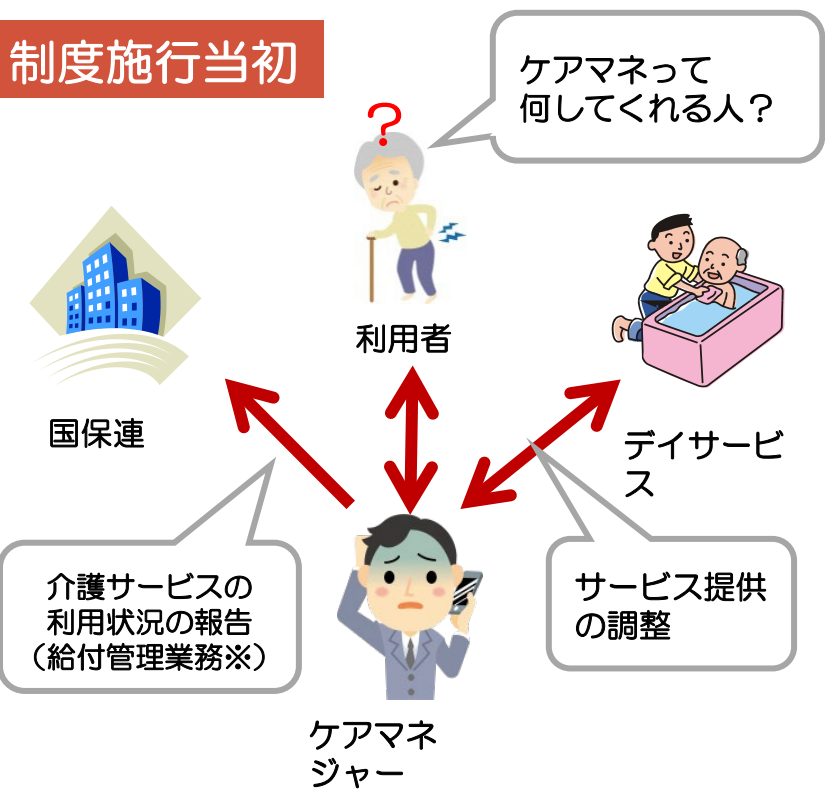 制度施行当初
ケアマネって
何してくれる人？
?
利用者
国保連
デイサービ
ス
介護サービスの
利用状況の報告
（給付管理業務※）
サービス提供
の調整
ケアマネ
ジャー